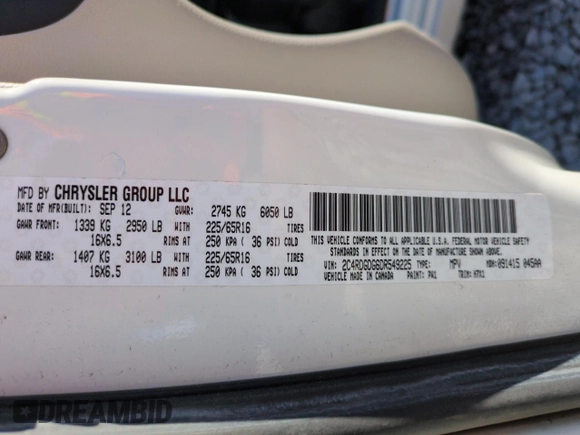 MFD BY CHRYSLER GROUP LLC
DATE OF MFR(BUILT): SEP 12 GVWR: 2745 KG 6050 LB
GAWR FRONT: 1339 KG 2950 LB WITH 225/65R16 TIRES
16X6.5 RIMS AT 250 KPA ( 36 PSI) COLD
GAWR REAR: 1407 KG 3100 LB WITH 225/65R16 TIRES
16X6.5 RIMS AT 250 KPA ( 36 PSI) COLD
THIS VEHICLE CONFORMS TO ALL APPLICABLE U.S.A. FEDERAL MOTOR VEHICLE SAFETY
STANDARDS IN EFFECT ON THE DATE OF MANUFACTURE SHOWN ABOVE.
VIN: 2C4RDGDG6DR549225 TYPE: MPV MDH: 091415 045AA
VEHICLE MADE IN CANADA PAINT: PW1 TRIM: H7X1
DREAMBID